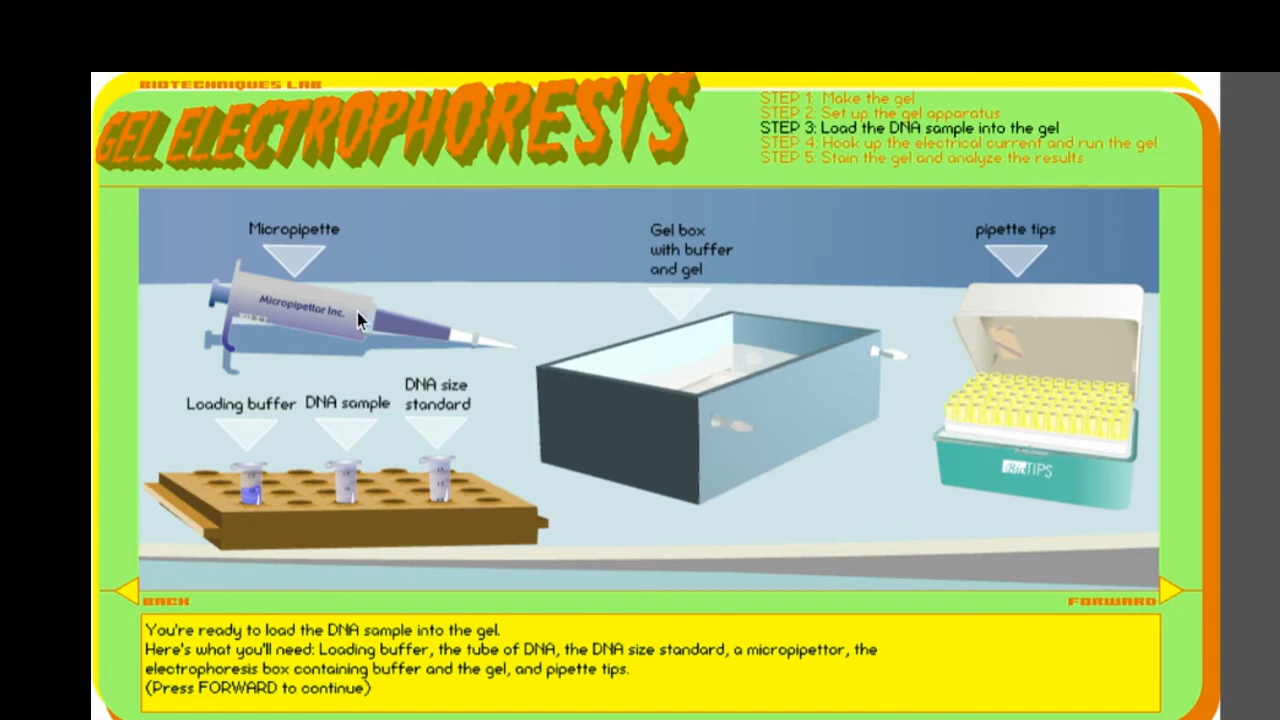 BIOTECHNIQUES LAB
GEL ELECTROPHORESIS
STEP 1: Make the gel
STEP 2: Set up the gel apparatus
STEP 3: Load the DNA sample into the gel
STEP 4: Hook up the electrical current and run the gel
STEP 5: Stain the gel and analyze the results
Micropipette
Gel box
with buffer
and gel
pipette tips
Micropipettor Inc.
Loading buffer
DNA sample
DNA size
standard
BioTIPS
BACK
FORWARD
You're ready to load the DNA sample into the gel.
Here's what you'll need: Loading buffer, the tube of DNA, the DNA size standard, a micropipettor, the
electrophoresis box containing buffer and the gel, and pipette tips.
(Press FORWARD to continue)